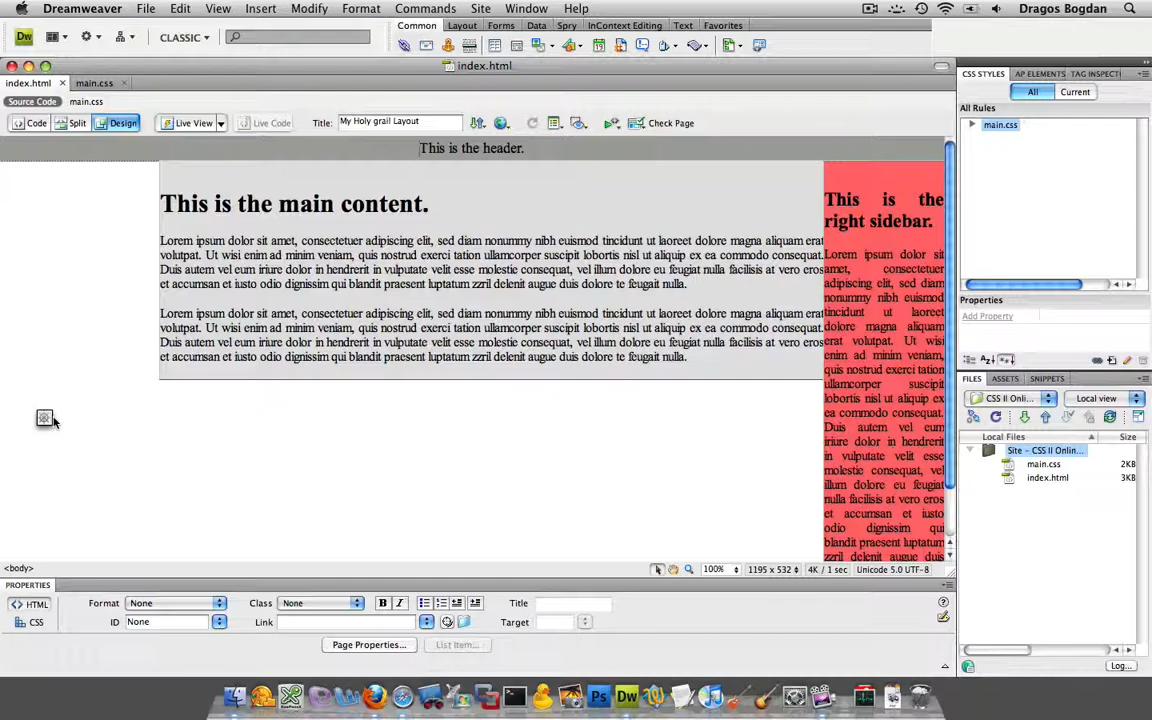 Dreamweaver File Edit View Insert Modify Format Commands Site Window Help Dragos Bogdan
Dw CLASSIC
Common Layout Forms Data Spry InContext Editing Text Favorites
index.html
index.html main.css
Source Code main.css
Code Split Design Live View Live Code Title: My Holy grail Layout Check Page
This is the header.
This is the main content.
Lorem ipsum dolor sit amet, consectetuer adipiscing elit, sed diam nonummy nibh euismod tincidunt ut laoreet dolore magna aliquam erat
volutpat. Ut wisi enim ad minim veniam, quis nostrud exerci tation ullamcorper suscipit lobortis nisl ut aliquip ex ea commodo consequat.
Duis autem vel eum iriure dolor in hendrerit in vulputate velit esse molestie consequat, vel illum dolore eu feugiat nulla facilisis at vero eros
et accumsan et iusto odio dignissim qui blandit praesent luptatum zzril delenit augue duis dolore te feugait nulla.
Lorem ipsum dolor sit amet, consectetuer adipiscing elit, sed diam nonummy nibh euismod tincidunt ut laoreet dolore magna aliquam erat
volutpat. Ut wisi enim ad minim veniam, quis nostrud exerci tation ullamcorper suscipit lobortis nisl ut aliquip ex ea commodo consequat.
Duis autem vel eum iriure dolor in hendrerit in vulputate velit esse molestie consequat, vel illum dolore eu feugiat nulla facilisis at vero eros
et accumsan et iusto odio dignissim qui blandit praesent luptatum zzril delenit augue duis dolore te feugait nulla.
This is the
right sidebar.
Lorem ipsum dolor sit
amet, consectetuer
adipiscing elit, sed diam
nonummy nibh euismod
tincidunt ut laoreet
dolore magna aliquam
erat volutpat. Ut wisi
enim ad minim veniam,
quis nostrud exerci tation
ullamcorper suscipit
lobortis nisl ut aliquip ex
ea commodo consequat.
Duis autem vel eum
iriure dolor in hendrerit
in vulputate velit esse
molestie consequat, vel
illum dolore eu feugiat
nulla facilisis at vero eros
et accumsan et iusto
odio dignissim qui
blandit praesent luptatum
zzril delenit augue duis
<body> 100% 1195 x 532 4K / 1 sec Unicode 5.0 UTF-8
PROPERTIES
HTML Format None Class None B I Title
CSS ID None Link Target
Page Properties... List Item...
CSS STYLES AP ELEMENTS TAG INSPECT
All Current
All Rules
main.css
Properties
Add Property
FILES ASSETS SNIPPETS
CSS II Onli... Local view
Local Files Size
Site - CSS II Onlin...
main.css 2KB
index.html 3KB
Log...
Ps Dw